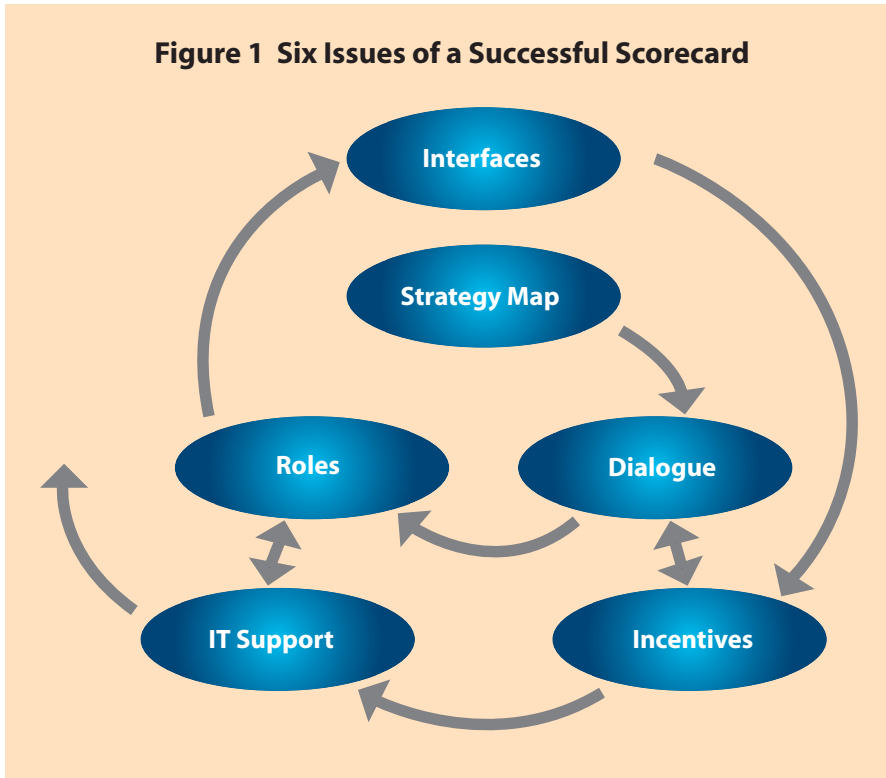 Figure 1 Six Issues of a Successful Scorecard
Interfaces
Strategy Map
Roles
Dialogue
IT Support
Incentives